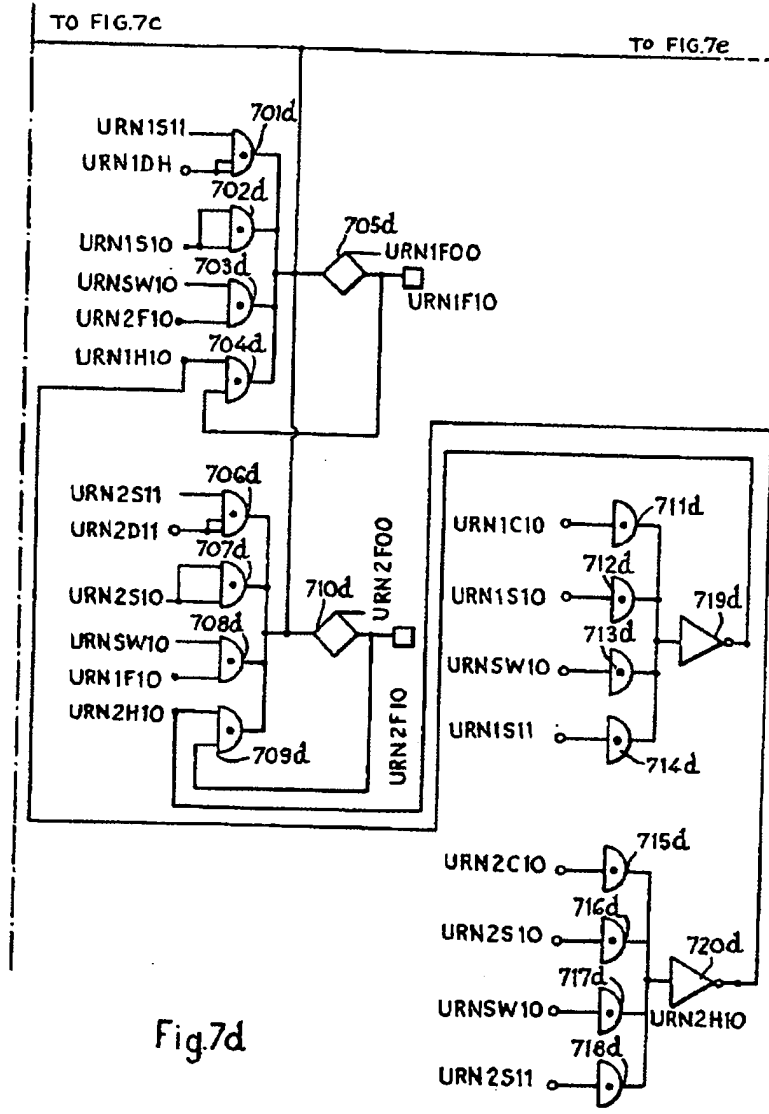 TO FIG.7c
TO FIG.7e
URN1S11
701d
URN1DH
702d
URN1S10
705d
URN1F00
703d
URNSW10
URN1F10
URN2F10
704d
URN1H10
706d
URN2S11
URN2D11
707d
URN2S10
710d
URN2F00
708d
URNSW10
URN1F10
URN2H10
709d
URN2F10
711d
URN1C10
712d
URN1S10
719d
713d
URNSW10
URN1S11
714d
715d
URN2C10
716d
URN2S10
720d
717d
URNSW10
URN2H10
718d
URN2S11
Fig.7d